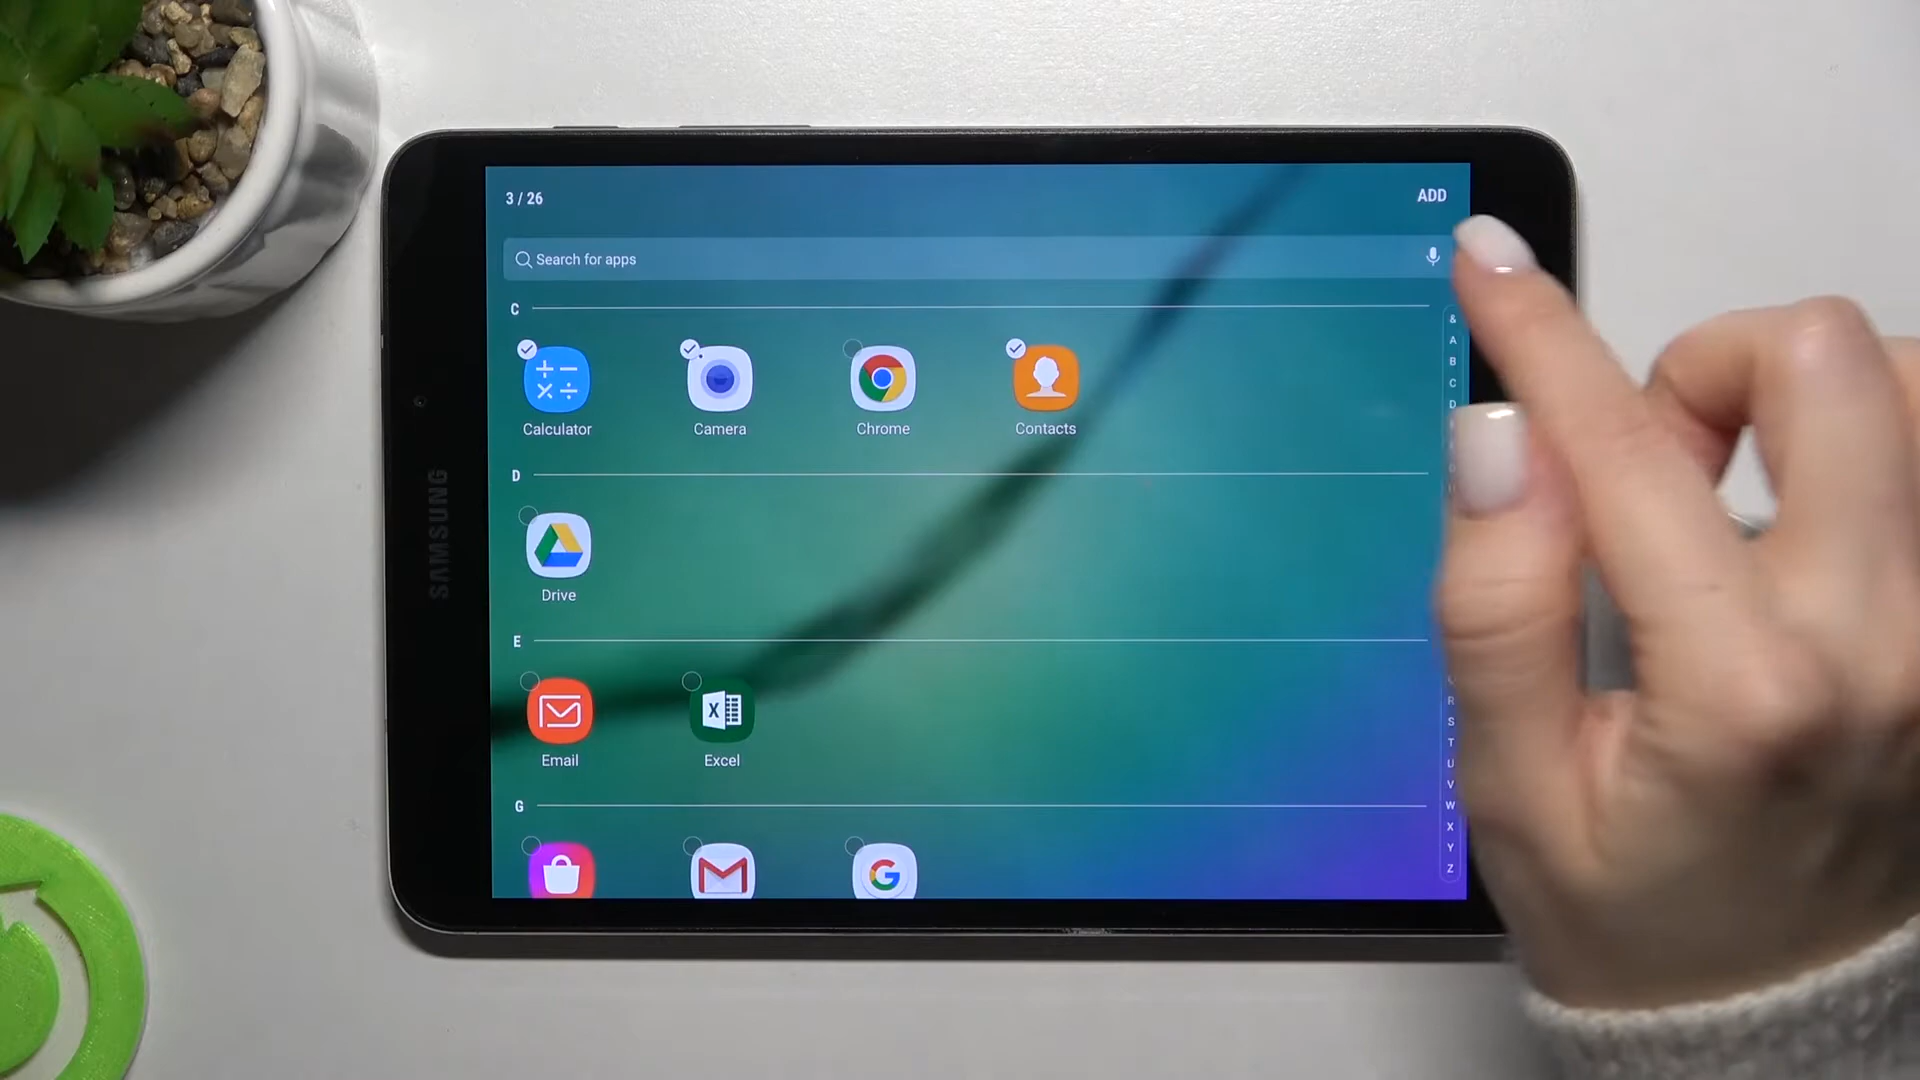 3 / 26
ADD
Search for apps
C
Calculator
Camera
Chrome
Contacts
D
Drive
E
Email
Excel
G
&
A
B
C
D
R
S
T
U
V
W
X
Y
Z
SAMSUNG